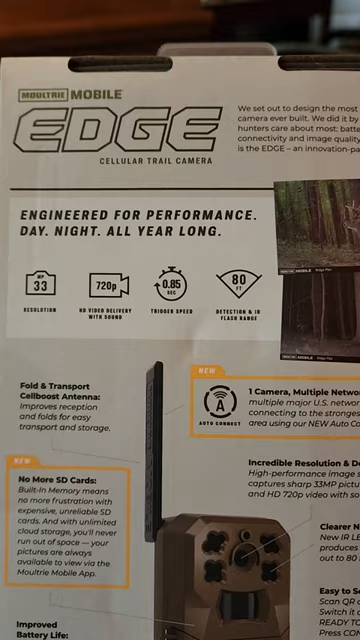 MOULTRIE MOBILE
EDGE
CELLULAR TRAIL CAMERA
We set out to design the most
camera ever built. We did it by
hunters care about most: batte
connectivity and image quality
is the EDGE – an innovation-pa
ENGINEERED FOR PERFORMANCE.
DAY. NIGHT. ALL YEAR LONG.
MP
33
RESOLUTION
720p
HD VIDEO DELIVERY
WITH SOUND
0.85
SEC
TRIGGER SPEED
80
FT
DETECTION & IR
FLASH RANGE
Fold & Transport
Cellboost Antenna:
Improves reception
and folds for easy
transport and storage.
NEW
A
AUTO CONNECT
1 Camera, Multiple Networ
multiple major U.S. networ
connecting to the stronges
area using our NEW Auto Co
NEW
No More SD Cards:
Built-In Memory means
no more frustration with
expensive, unreliable SD
cards. And with unlimited
cloud storage, you'll never
run out of space — your
pictures are always
available to view via the
Moultrie Mobile App.
Incredible Resolution & De
High-performance image s
captures sharp 33MP pictu
and HD 720p video with so
Clearer N
New IR LE
produces
out to 80
Easy to Se
Scan QR c
Switch it o
READY TO
Press CON
Improved
Battery Life: